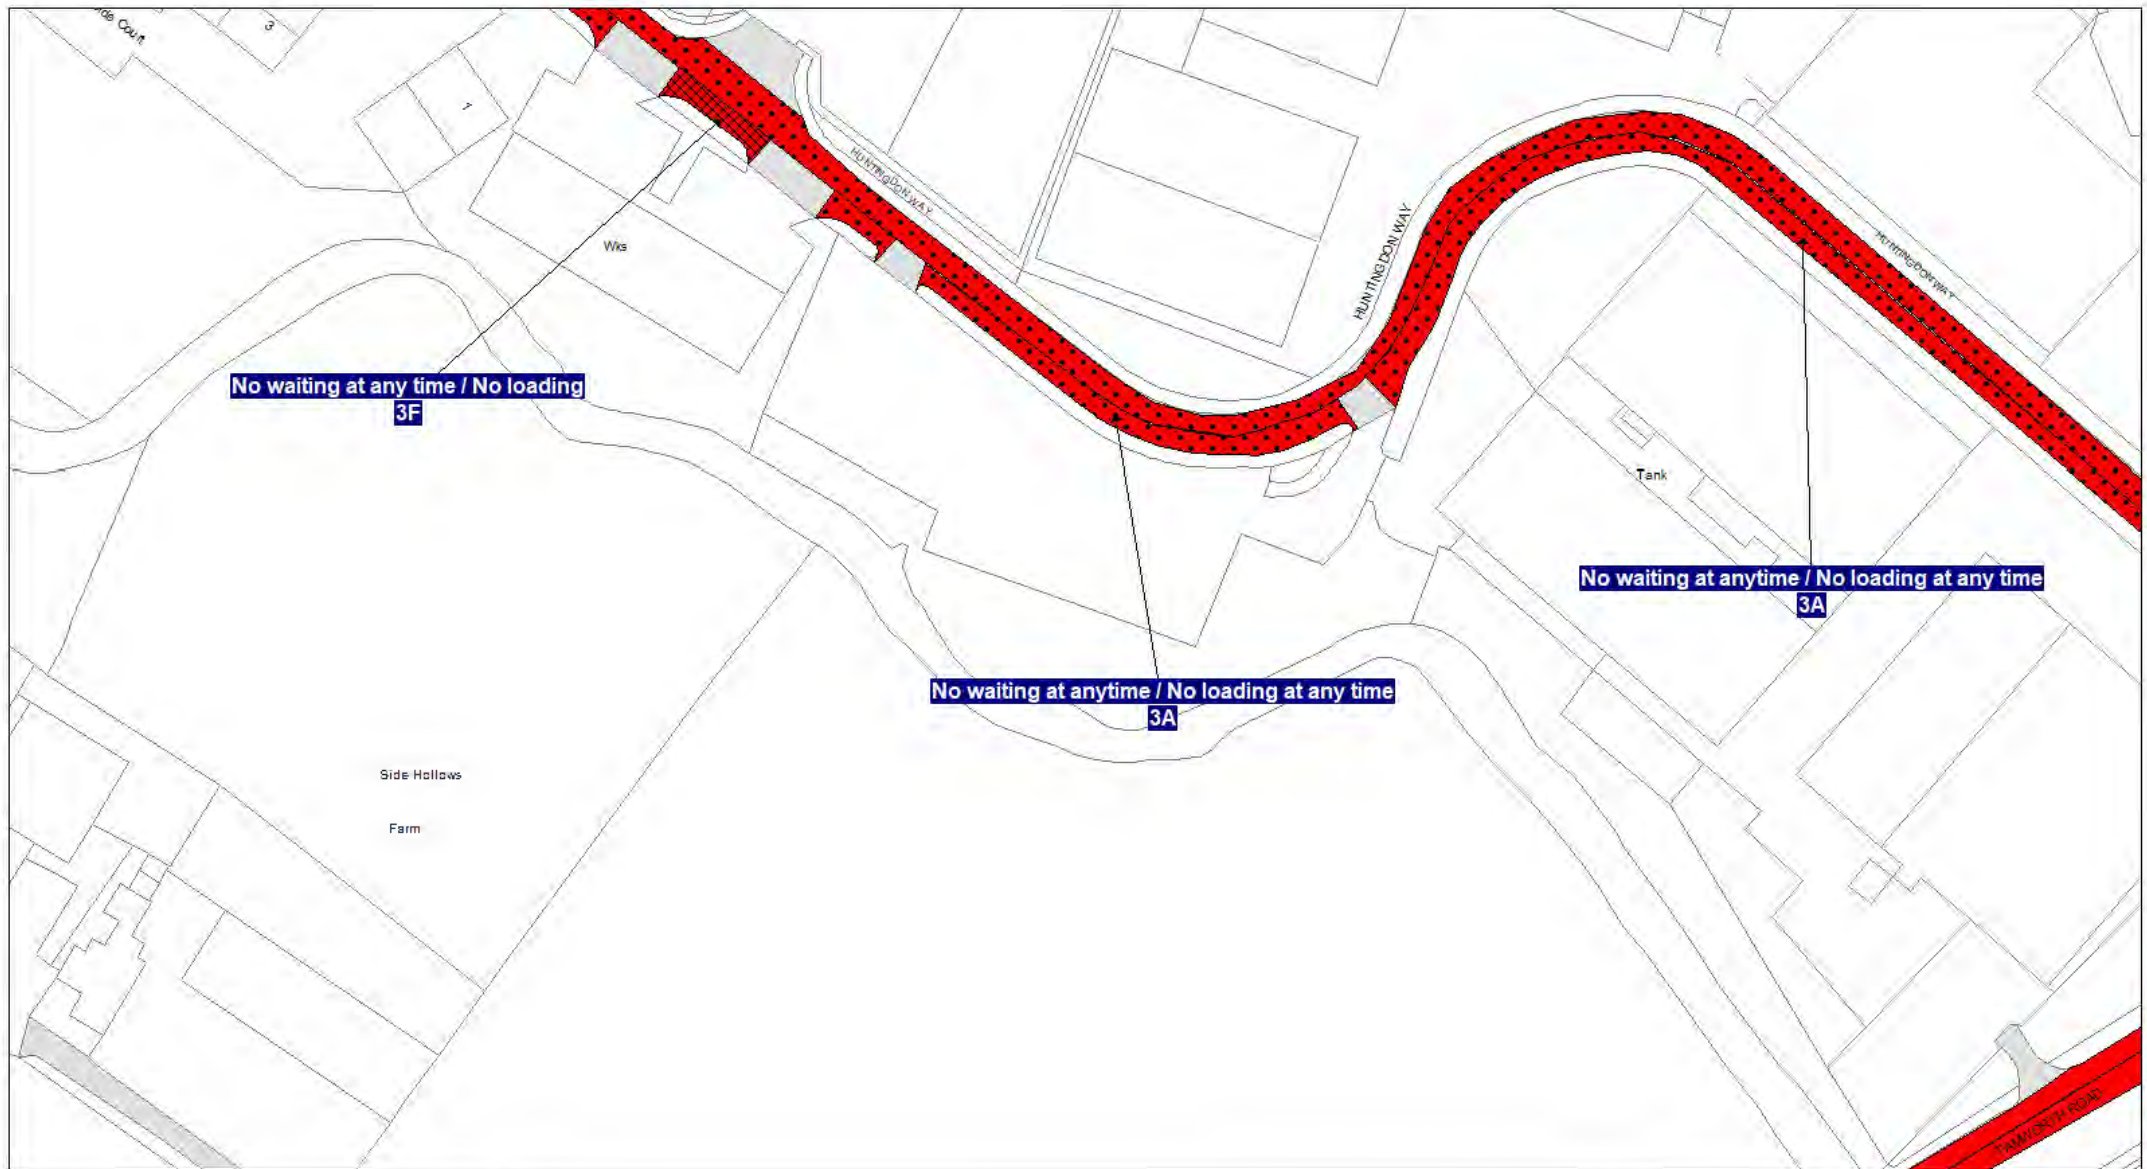 de Court
3
1
HUNTINGDON WAY
Wks
HUNTINGDON WAY
HUNTINGDON WAY
No waiting at any time / No loading
3F
Tank
No waiting at anytime / No loading at any time
3A
No waiting at anytime / No loading at any time
3A
Side Hollows
Farm
TAMWORTH ROAD